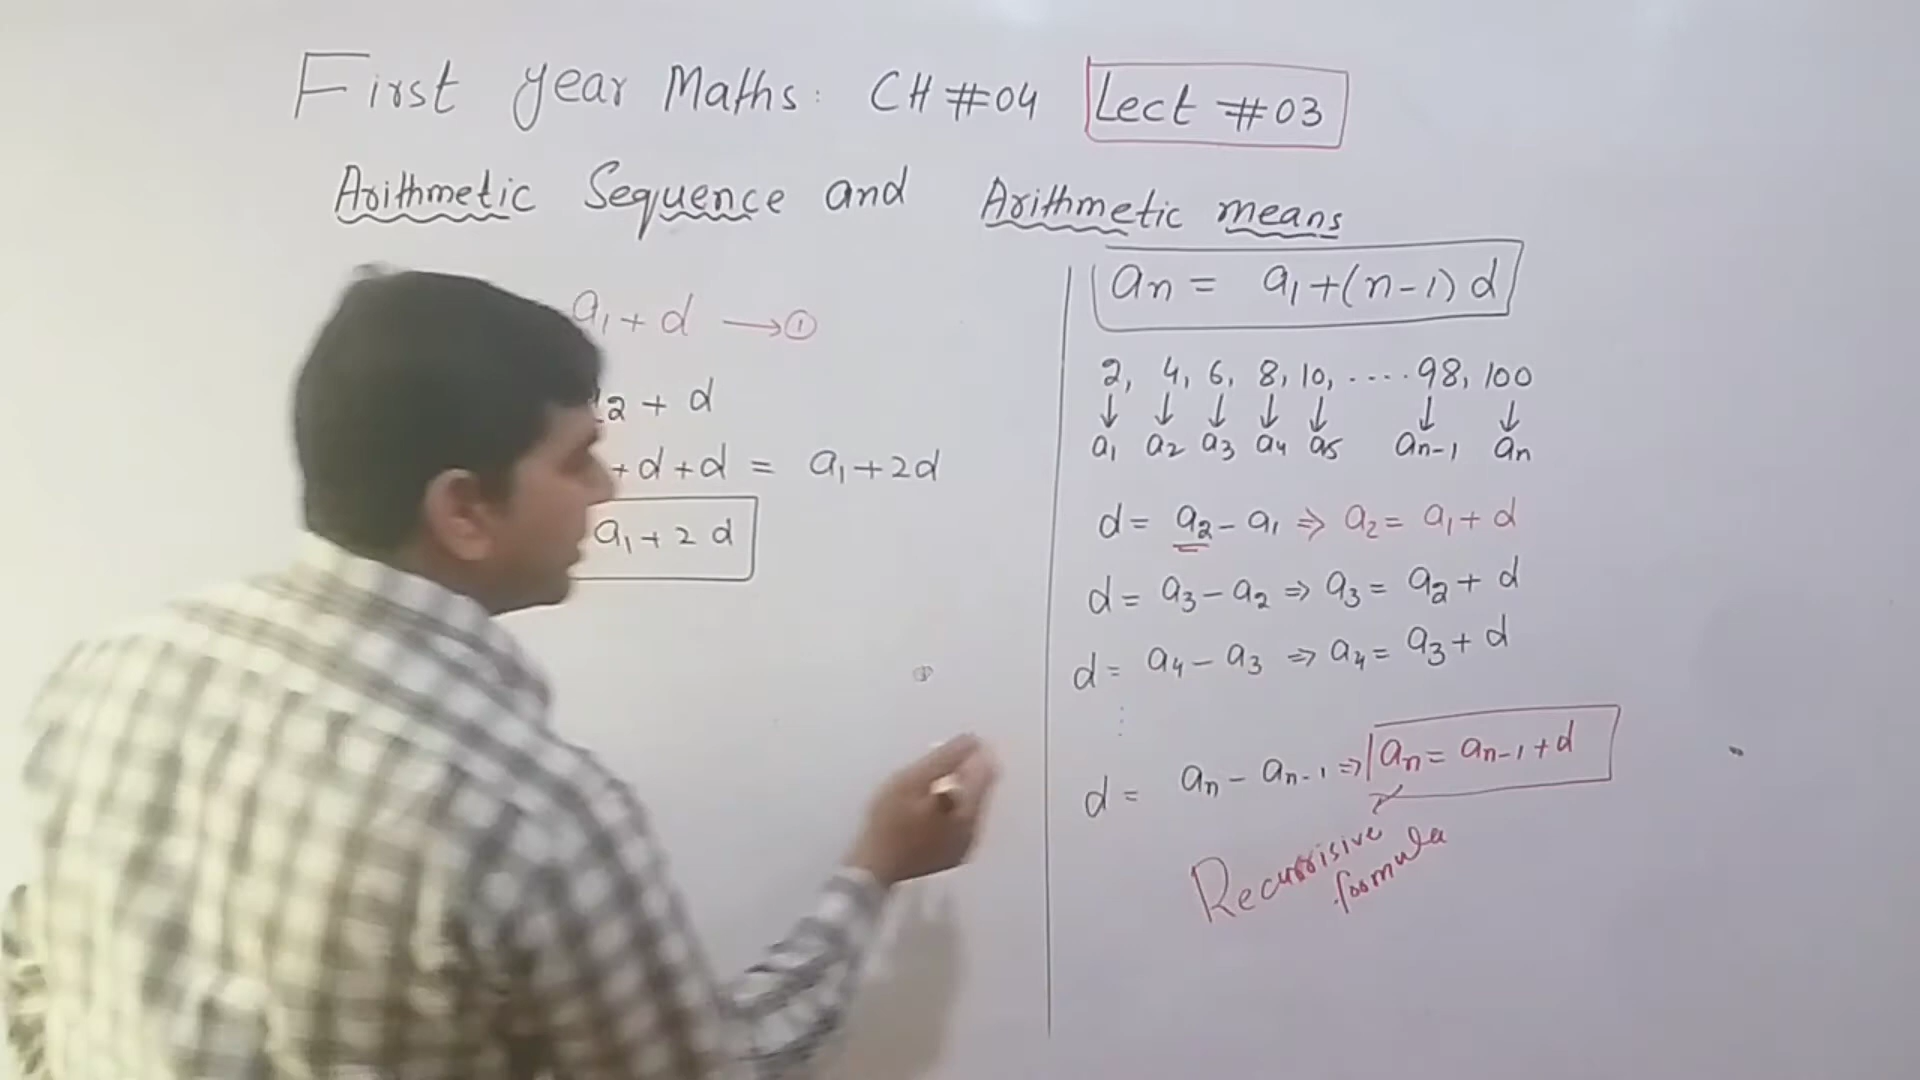 First year Maths: CH #04 Lect #03
Arithmetic Sequence and Arithmetic means
a₁ + d → ①
2 + d
+ d + d = a₁ + 2d
a₁ + 2 d
an = a₁ + (n-1) d
2, 4, 6, 8, 10, .... 98, 100
↓ ↓ ↓ ↓ ↓ ↓ ↓
a₁ a₂ a₃ a₄ a₅ an-1 an
d = a₂ - a₁ ⇒ a₂ = a₁ + d
d = a₃ - a₂ ⇒ a₃ = a₂ + d
d = a₄ - a₃ ⇒ a₄ = a₃ + d
⋮
d = an - an-1 ⇒ an = an-1 + d
Recurrisive
formula